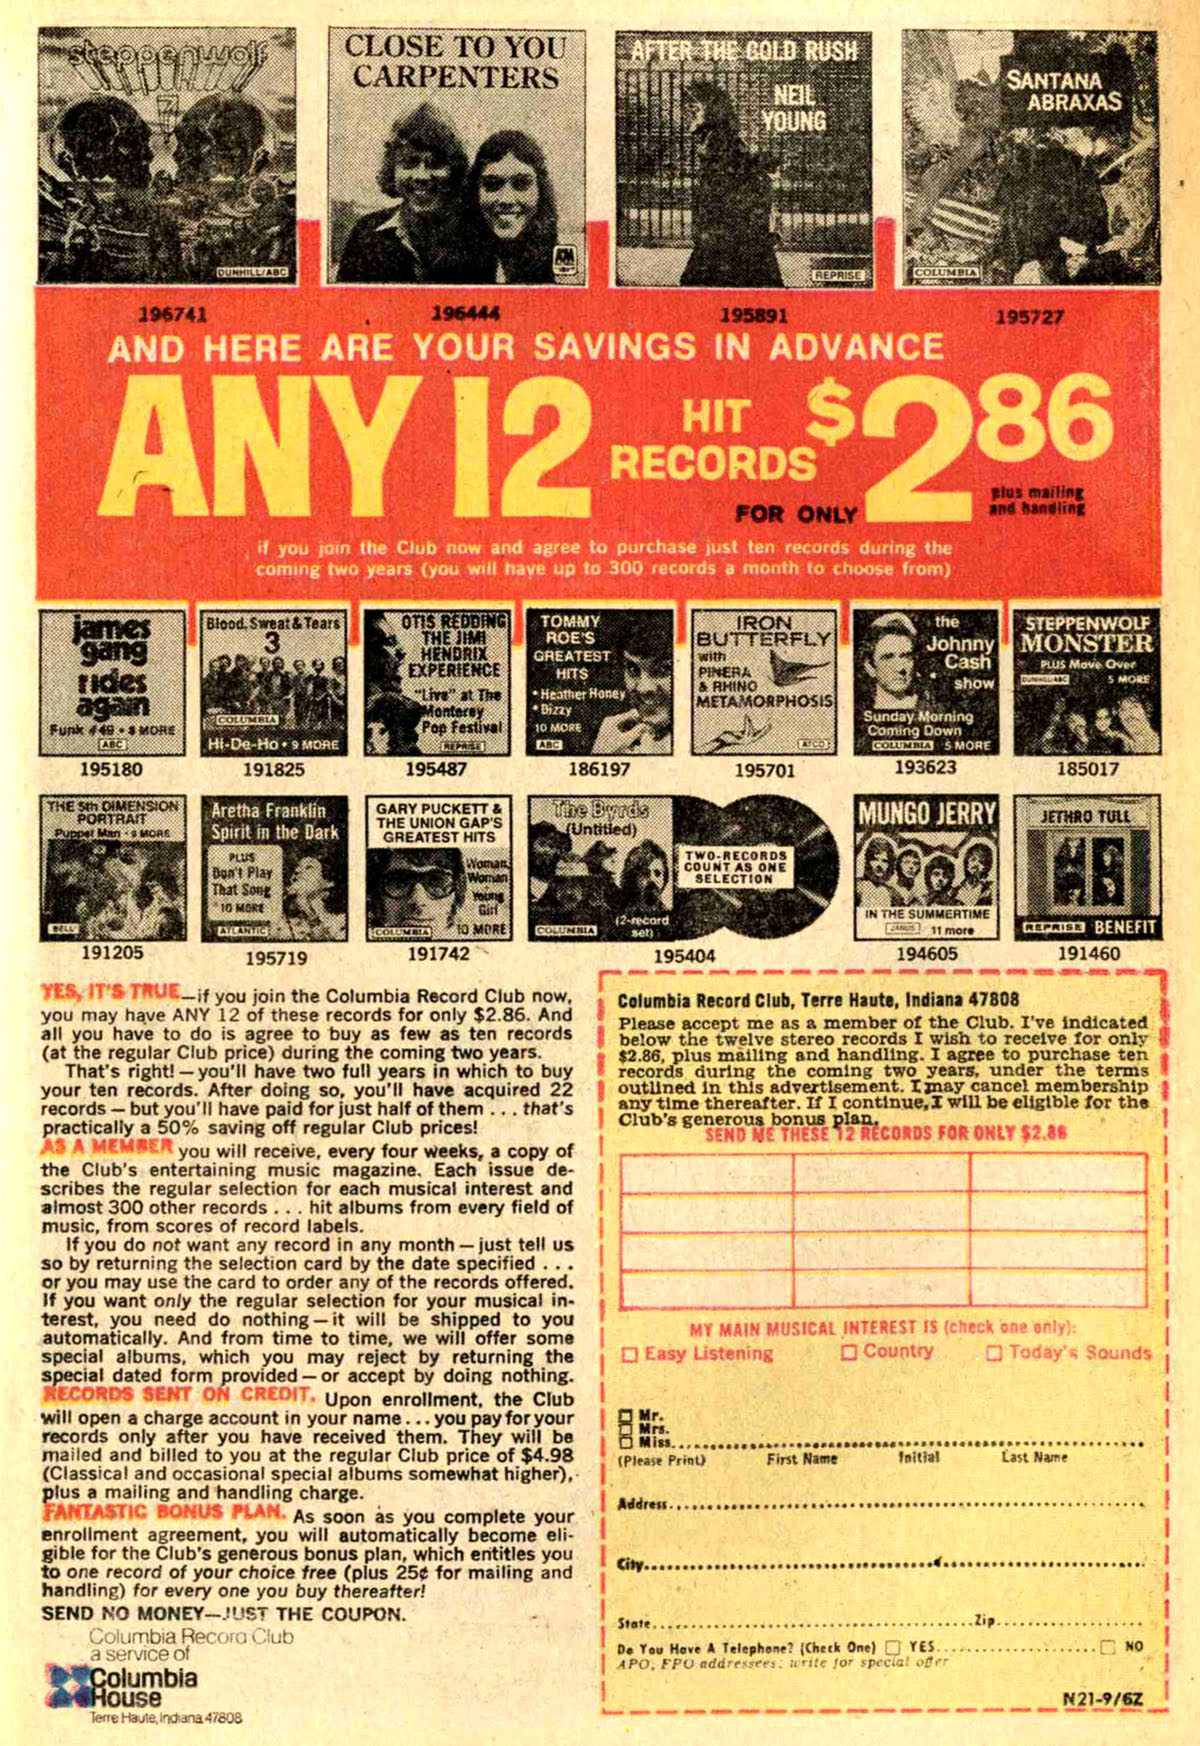 steppenwolf
7
DUNHILL/ABC
196741
CLOSE TO YOU
CARPENTERS
A&M
196444
AFTER THE GOLD RUSH
NEIL
YOUNG
REPRISE
195891
SANTANA
ABRAXAS
COLUMBIA
195727
AND HERE ARE YOUR SAVINGS IN ADVANCE
ANY 12
HIT
RECORDS
FOR ONLY
$2.86
plus mailing
and handling
if you join the Club now and agree to purchase just ten records during the
coming two years (you will have up to 300 records a month to choose from)
james
gang
rides
again
Funk #49 • 8 MORE
ABC
195180
Blood, Sweat & Tears
3
COLUMBIA
Hi-De-Ho • 9 MORE
191825
OTIS REDDING
THE JIMI
HENDRIX
EXPERIENCE
"Live" at The
Monterey
Pop Festival
REPRISE
195487
TOMMY
ROE'S
GREATEST
HITS
• Heather Honey
• Dizzy
10 MORE
ABC
186197
IRON
BUTTERFLY
with
PINERA
& RHINO
METAMORPHOSIS
ATCO
195701
the
Johnny
Cash
show
Sunday Morning
Coming Down
COLUMBIA 5 MORE
193623
STEPPENWOLF
MONSTER
PLUS Move Over
DUNHILL/ABC 5 MORE
185017
THE 5th DIMENSION
PORTRAIT
Puppet Man • 9 MORE
BELL
191205
Aretha Franklin
Spirit in the Dark
PLUS
Don't Play
That Song
10 MORE
ATLANTIC
195719
GARY PUCKETT &
THE UNION GAP'S
GREATEST HITS
Woman,
Woman
Young
Girl
COLUMBIA 10 MORE
191742
The Byrds
(Untitled)
(2-record
set)
COLUMBIA
TWO-RECORDS
COUNT AS ONE
SELECTION
195404
MUNGO JERRY
IN THE SUMMERTIME
JANUS 11 more
194605
JETHRO TULL
REPRISE BENEFIT
191460
YES, IT'S TRUE—if you join the Columbia Record Club now,
you may have ANY 12 of these records for only $2.86. And
all you have to do is agree to buy as few as ten records
(at the regular Club price) during the coming two years.
That's right! — you'll have two full years in which to buy
your ten records. After doing so, you'll have acquired 22
records — but you'll have paid for just half of them . . . that's
practically a 50% saving off regular Club prices!
AS A MEMBER you will receive, every four weeks, a copy of
the Club's entertaining music magazine. Each issue de-
scribes the regular selection for each musical interest and
almost 300 other records . . . hit albums from every field of
music, from scores of record labels.
If you do not want any record in any month — just tell us
so by returning the selection card by the date specified . . .
or you may use the card to order any of the records offered.
If you want only the regular selection for your musical in-
terest, you need do nothing — it will be shipped to you
automatically. And from time to time, we will offer some
special albums, which you may reject by returning the
special dated form provided — or accept by doing nothing.
RECORDS SENT ON CREDIT. Upon enrollment, the Club
will open a charge account in your name . . . you pay for your
records only after you have received them. They will be
mailed and billed to you at the regular Club price of $4.98
(Classical and occasional special albums somewhat higher),
plus a mailing and handling charge.
FANTASTIC BONUS PLAN. As soon as you complete your
enrollment agreement, you will automatically become eli-
gible for the Club's generous bonus plan, which entitles you
to one record of your choice free (plus 25¢ for mailing and
handling) for every one you buy thereafter!
SEND NO MONEY—JUST THE COUPON.
Columbia Record Club
a service of
Columbia
House
Terre Haute, Indiana 47808
Columbia Record Club, Terre Haute, Indiana 47808
Please accept me as a member of the Club. I've indicated
below the twelve stereo records I wish to receive for only
$2.86, plus mailing and handling. I agree to purchase ten
records during the coming two years, under the terms
outlined in this advertisement. I may cancel membership
any time thereafter. If I continue, I will be eligible for the
Club's generous bonus plan.
SEND ME THESE 12 RECORDS FOR ONLY $2.86
MY MAIN MUSICAL INTEREST IS (check one only):
Easy Listening Country Today's Sounds
Mr.
Mrs.
Miss
(Please Print) First Name Initial Last Name
Address
City
State Zip
Do You Have A Telephone? (Check One) YES NO
APO, FPO addressees: write for special offer
N21-9/6Z